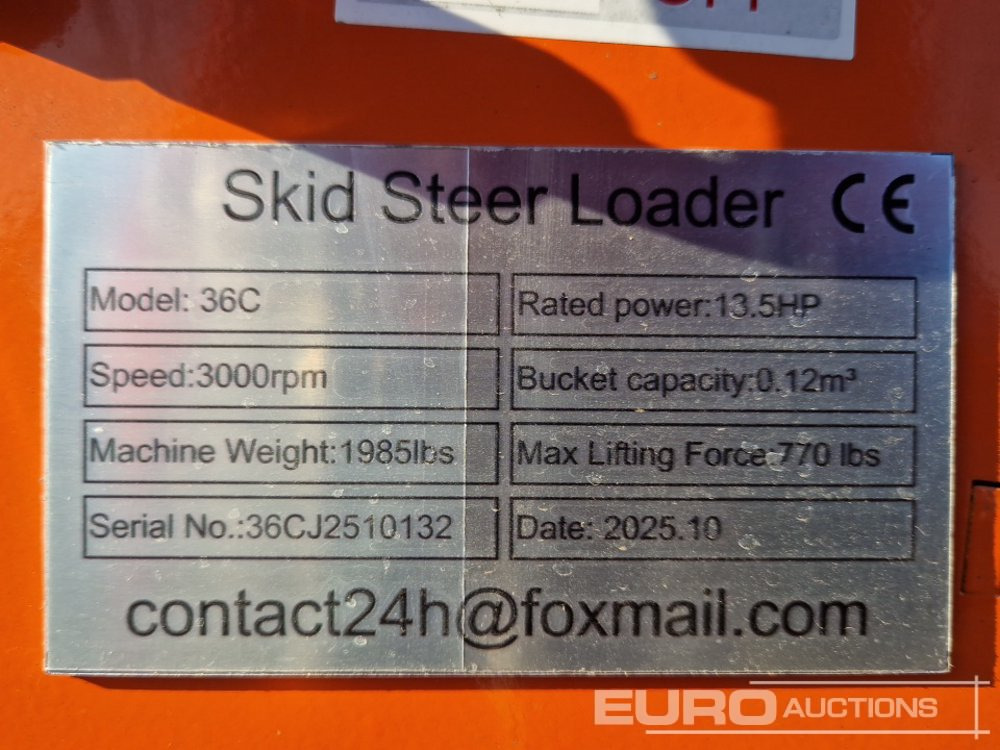 Skid Steer Loader CE
Model: 36C
Rated power:13.5HP
Speed:3000rpm
Bucket capacity:0.12m³
Machine Weight:1985lbs
Max Lifting Force:770 lbs
Serial No.:36CJ2510132
Date: 2025.10
contact24h@foxmail.com
EURO AUCTIONS